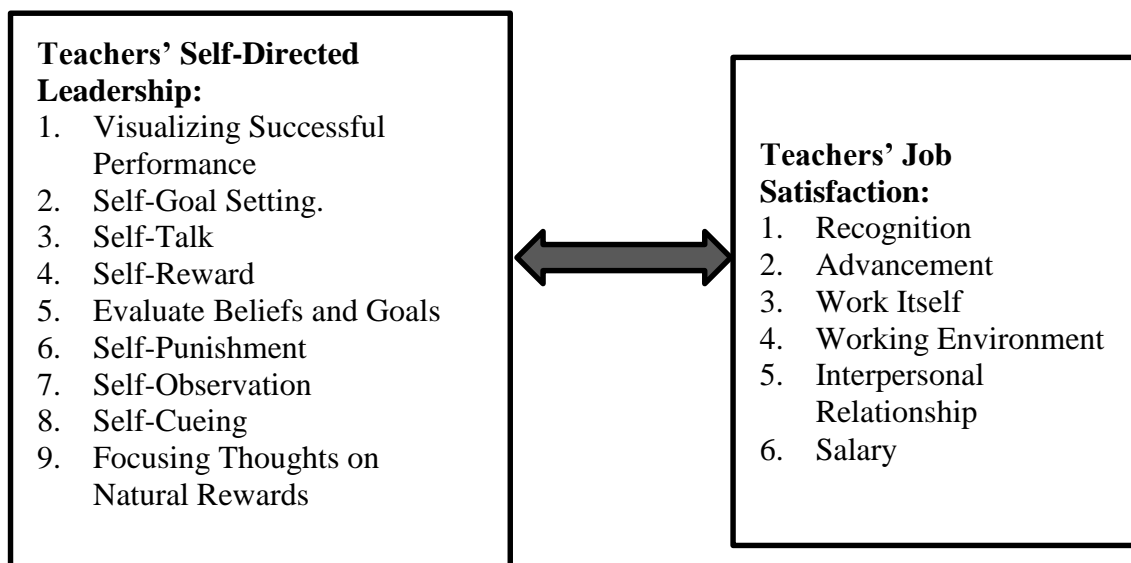 Teachers’ Self-Directed
Leadership:
1. Visualizing Successful
Performance
2. Self-Goal Setting.
3. Self-Talk
4. Self-Reward
5. Evaluate Beliefs and Goals
6. Self-Punishment
7. Self-Observation
8. Self-Cueing
9. Focusing Thoughts on
Natural Rewards
Teachers’ Job
Satisfaction:
1. Recognition
2. Advancement
3. Work Itself
4. Working Environment
5. Interpersonal
Relationship
6. Salary